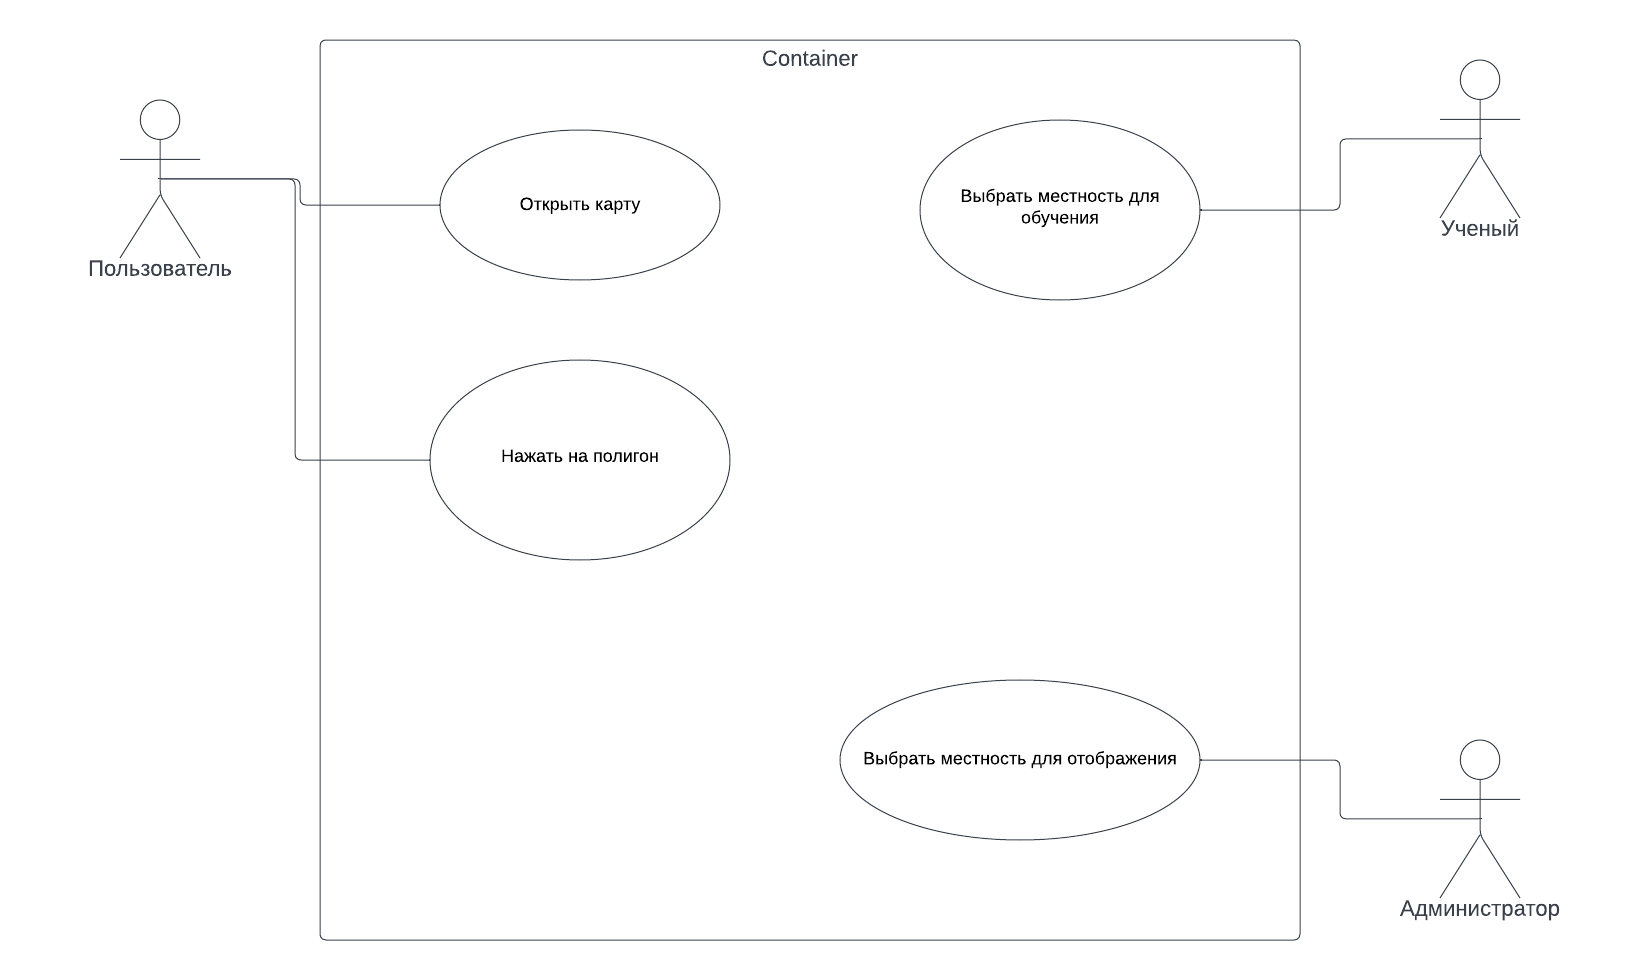 Container
Пользователь
Открыть карту
Нажать на полигон
Выбрать местность для
обучения
Ученый
Выбрать местность для отображения
Администратор